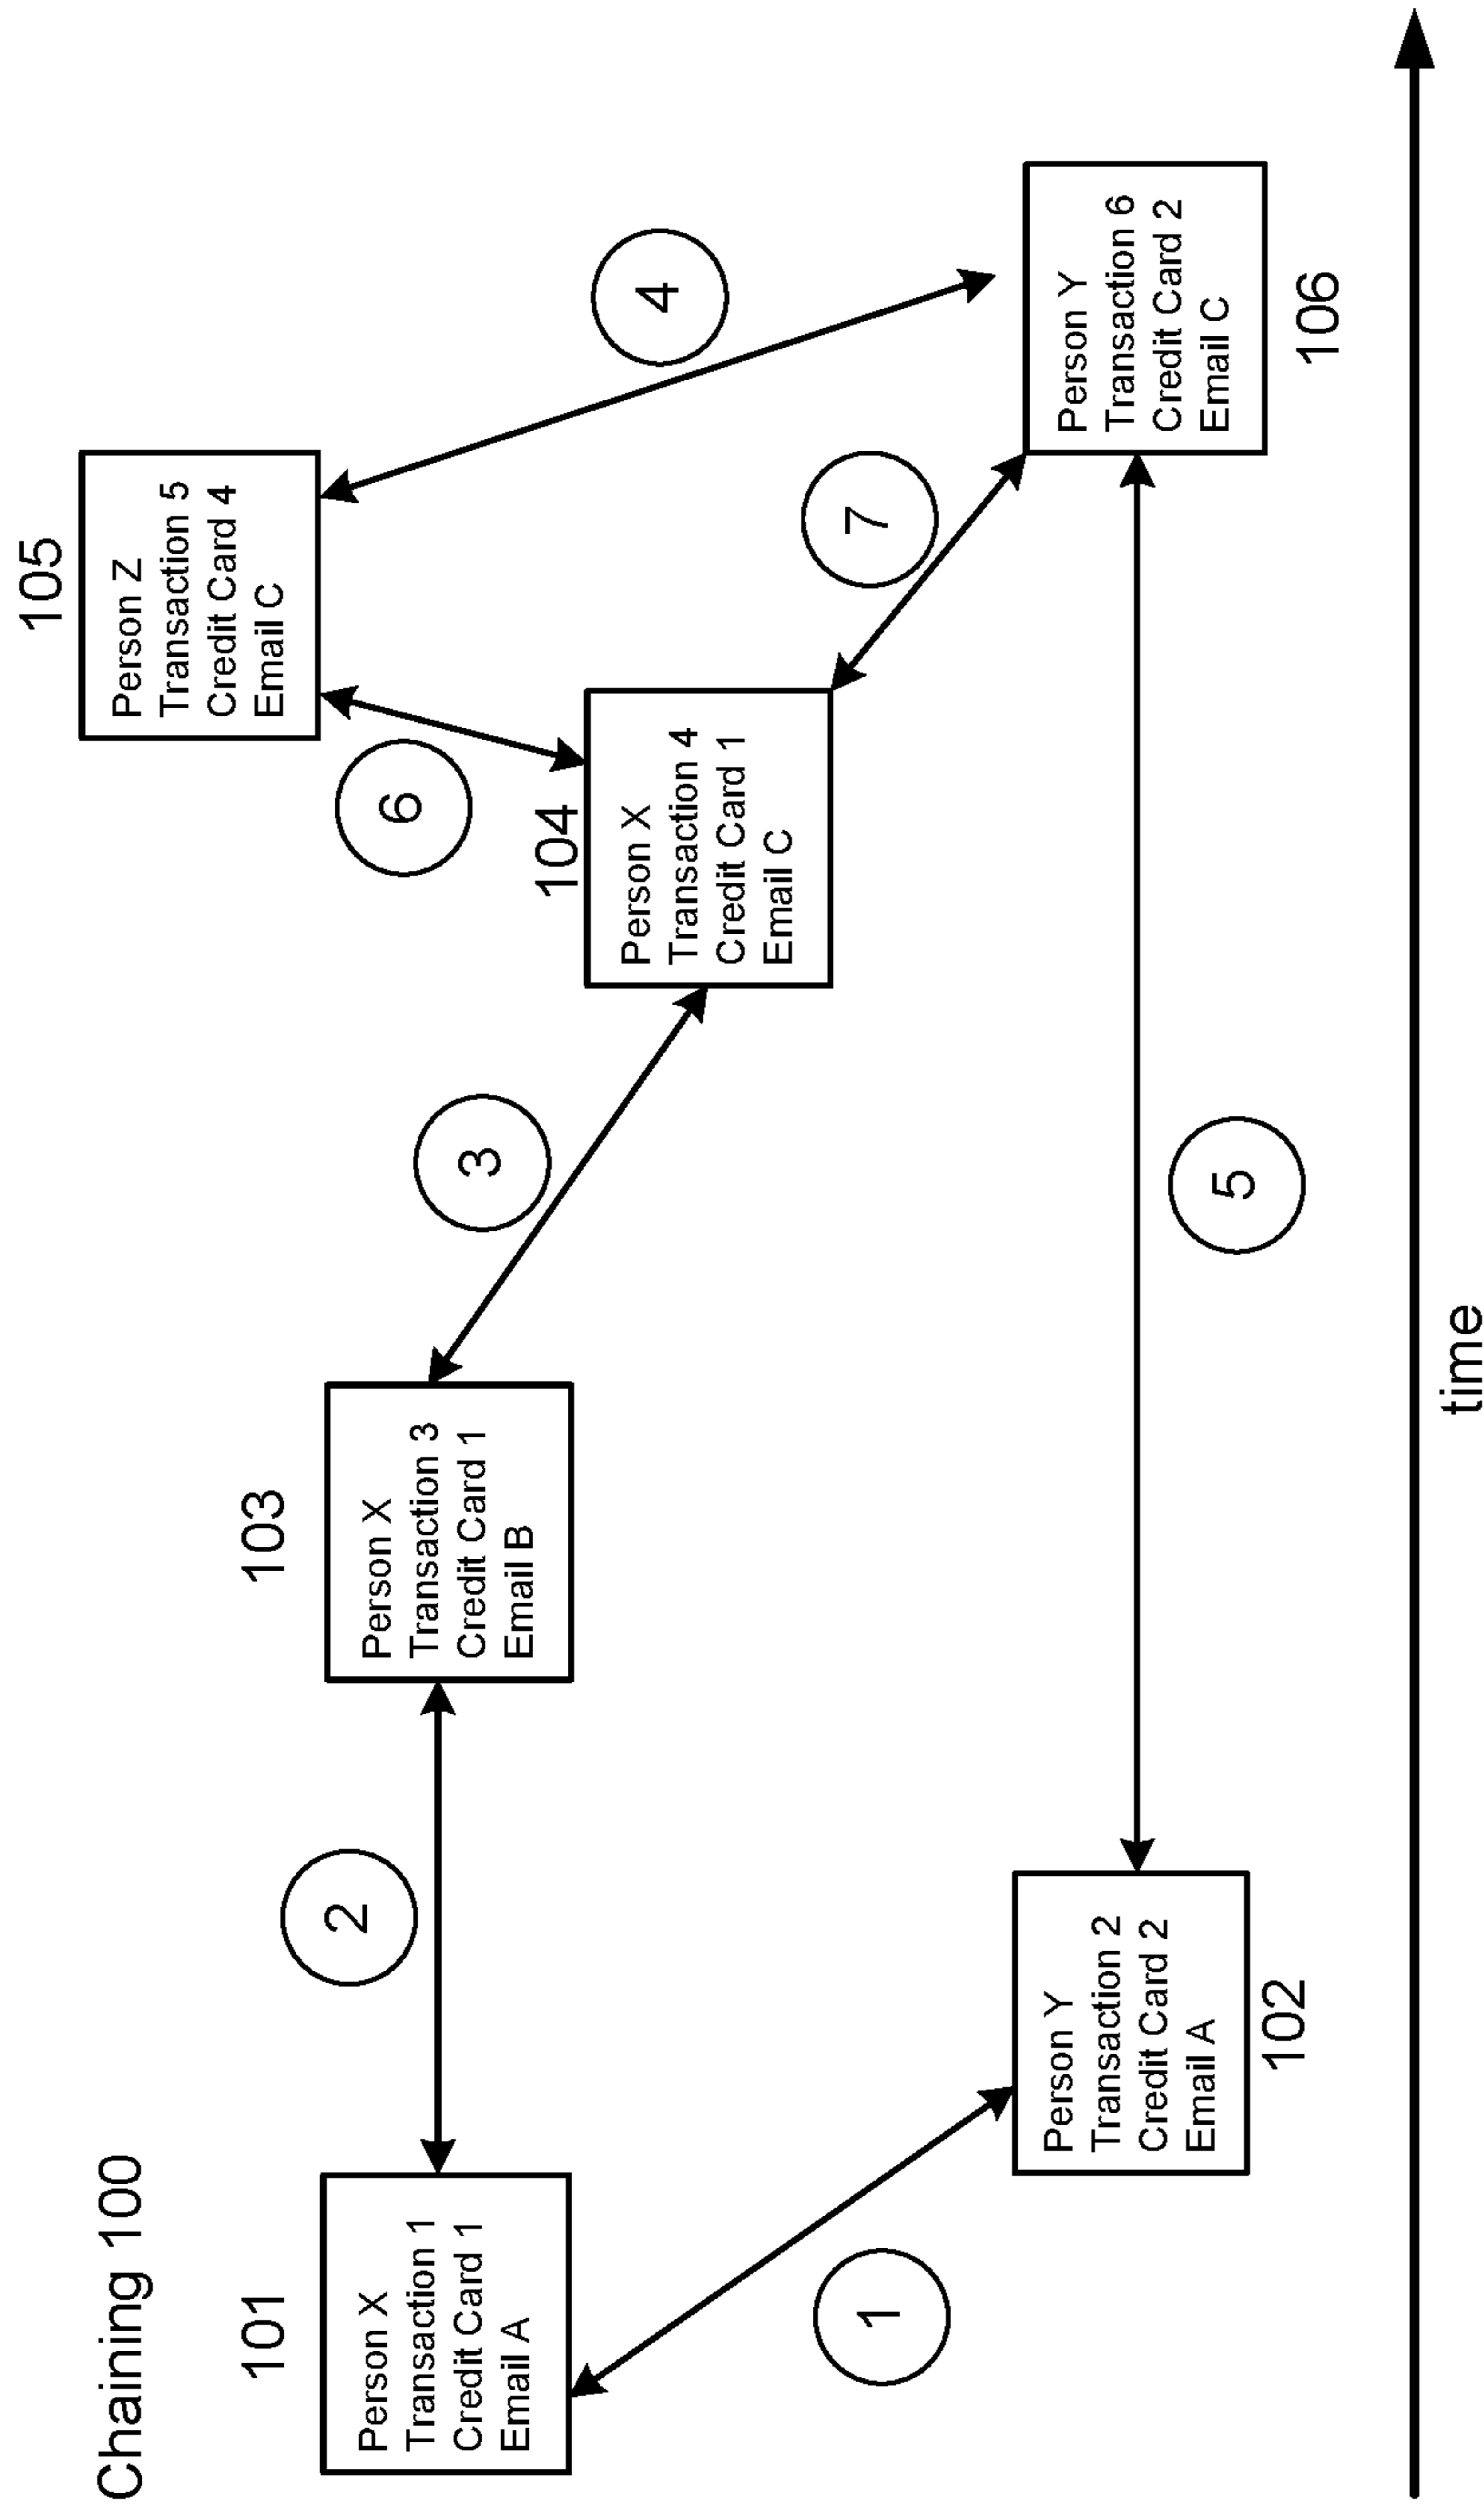 Chaining 100
101
Person X
Transaction 1
Credit Card 1
Email A
1
Person Y
Transaction 2
Credit Card 2
Email A
102
2
103
Person X
Transaction 3
Credit Card 1
Email B
3
104
Person X
Transaction 4
Credit Card 1
Email C
6
105
Person Z
Transaction 5
Credit Card 4
Email C
4
7
Person Y
Transaction 6
Credit Card 2
Email C
106
5
time